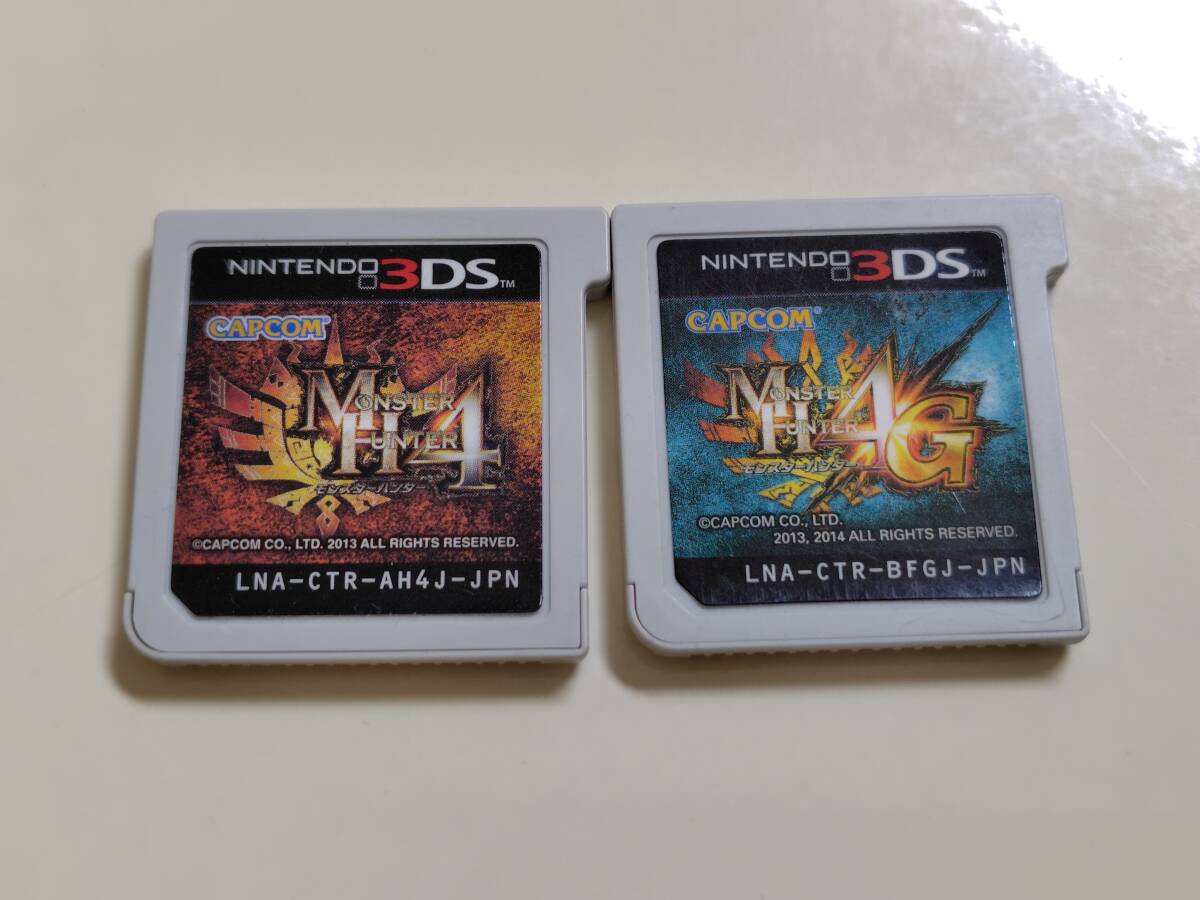 NINTENDO 3DS™
CAPCOM®
MONSTER
HUNTER 4
モンスターハンター
©CAPCOM CO., LTD. 2013 ALL RIGHTS RESERVED.
LNA-CTR-AH4J-JPN
NINTENDO 3DS™
CAPCOM®
MONSTER
HUNTER 4G
モンスターハンター
©CAPCOM CO., LTD.
2013, 2014 ALL RIGHTS RESERVED.
LNA-CTR-BFGJ-JPN